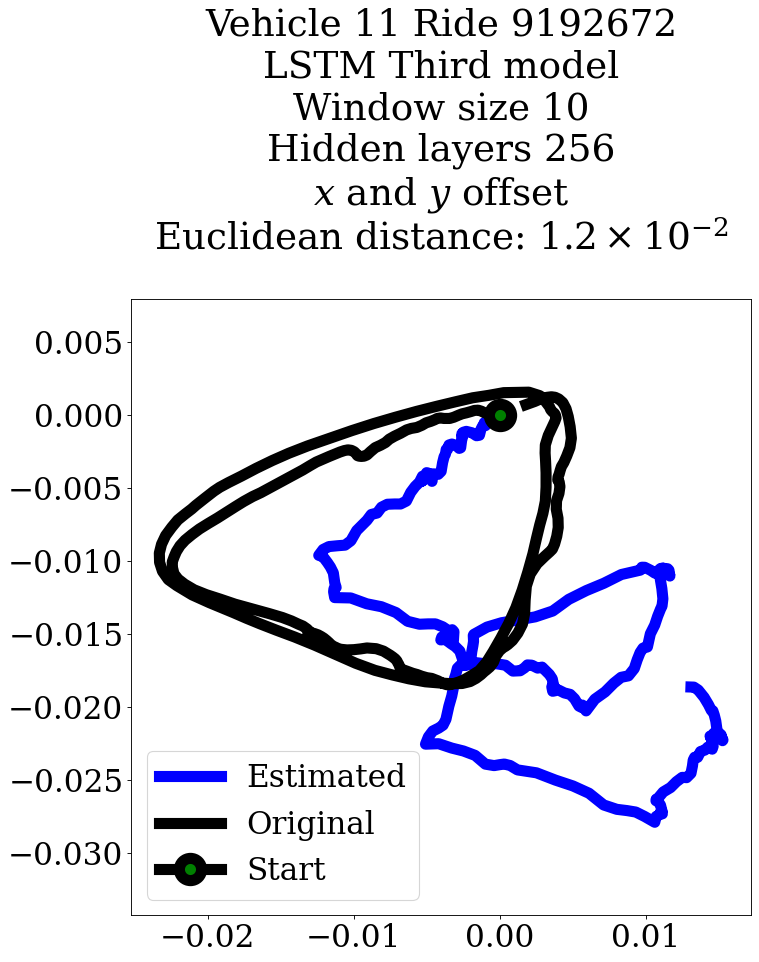 Vehicle 11 Ride 9192672
LSTM Third model
Window size 10
Hidden layers 256
x and y offset
Euclidean distance: 1.2 × 10⁻²
0.005
0.000
−0.005
−0.010
−0.015
−0.020
−0.025
−0.030
Estimated
Original
Start
−0.02 −0.01 0.00 0.01